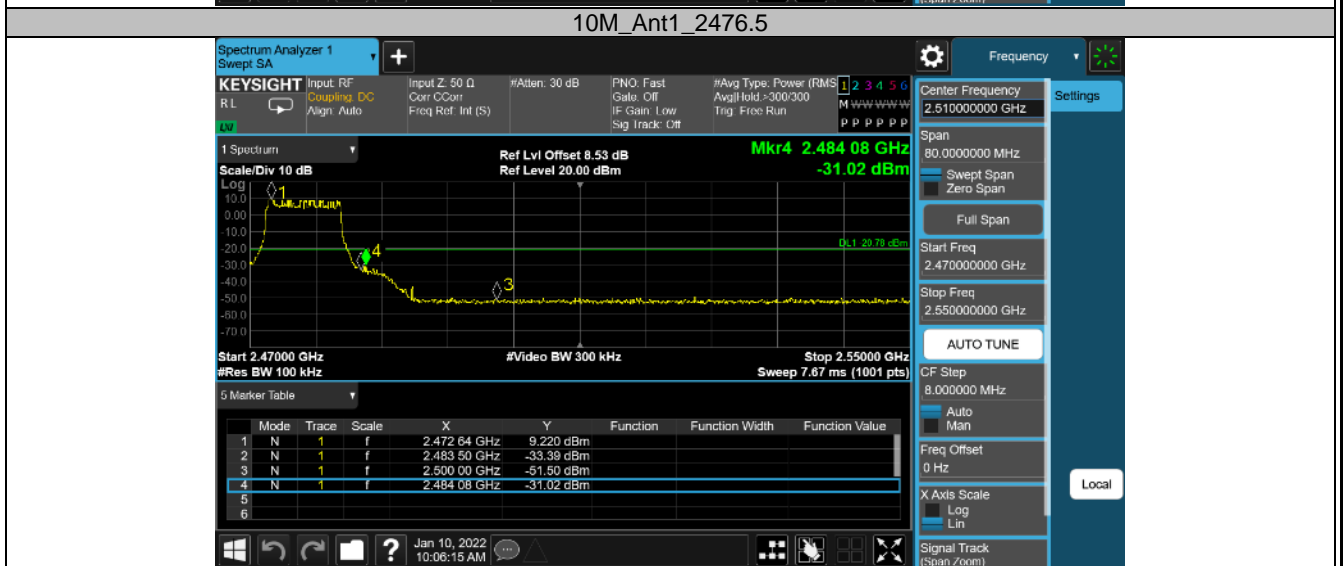 10M_Ant1_2476.5
Spectrum Analyzer 1
Swept SA
+
Frequency
KEYSIGHT
RL
LXI
Input: RF
Coupling: DC
Align: Auto
Input Z: 50 Ω
Corr CCorr
Freq Ref: Int (S)
#Atten: 30 dB
PNO: Fast
Gate: Off
IF Gain: Low
Sig Track: Off
#Avg Type: Power (RMS
Avg|Hold:>300/300
Trig: Free Run
1 2 3 4 5 6
M W W W W W
P P P P P P
Center Frequency
2.510000000 GHz
Settings
Span
80.0000000 MHz
Swept Span
Zero Span
Full Span
Start Freq
2.470000000 GHz
Stop Freq
2.550000000 GHz
AUTO TUNE
CF Step
8.000000 MHz
Auto
Man
Freq Offset
0 Hz
X Axis Scale
Log
Lin
Local
Signal Track
(Span Zoom)
1 Spectrum
Scale/Div 10 dB
Ref Lvl Offset 8.53 dB
Ref Level 20.00 dBm
Mkr4 2.484 08 GHz
-31.02 dBm
Log
10.0
0.00
-10.0
-20.0
-30.0
-40.0
-50.0
-60.0
-70.0
1
4
3
DL1 -20.78 dBm
Start 2.47000 GHz
#Video BW 300 kHz
Stop 2.55000 GHz
#Res BW 100 kHz
Sweep 7.67 ms (1001 pts)
5 Marker Table
Mode Trace Scale X Y Function Function Width Function Value
1 N 1 f 2.472 64 GHz 9.220 dBm
2 N 1 f 2.483 50 GHz -33.39 dBm
3 N 1 f 2.500 00 GHz -51.50 dBm
4 N 1 f 2.484 08 GHz -31.02 dBm
5
6
?
Jan 10, 2022
10:06:15 AM